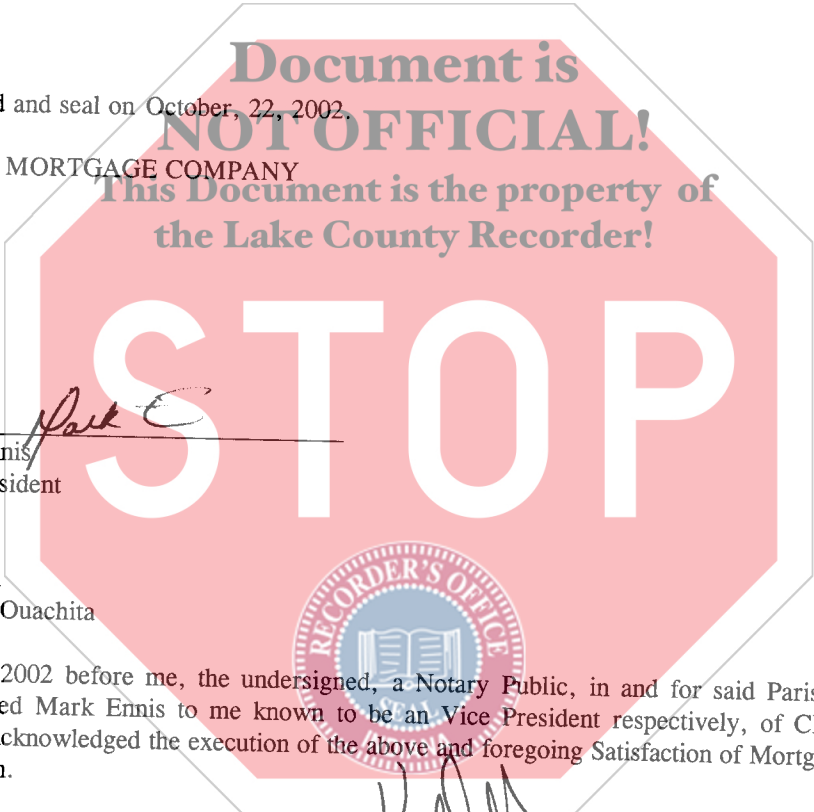 Document is
and seal on October, 22, 2002.
NOT OFFICIAL!
MORTGAGE COMPANY
This Document is the property of
the Lake County Recorder!
STOP
Mark E
nis
sident
RECORDER'S OFFICE
Ouachita
SEAL
2002 before me, the undersigned, a Notary Public, in and for said Paris
ed Mark Ennis to me known to be an Vice President respectively, of C
cknowledged the execution of the above and foregoing Satisfaction of Mortg